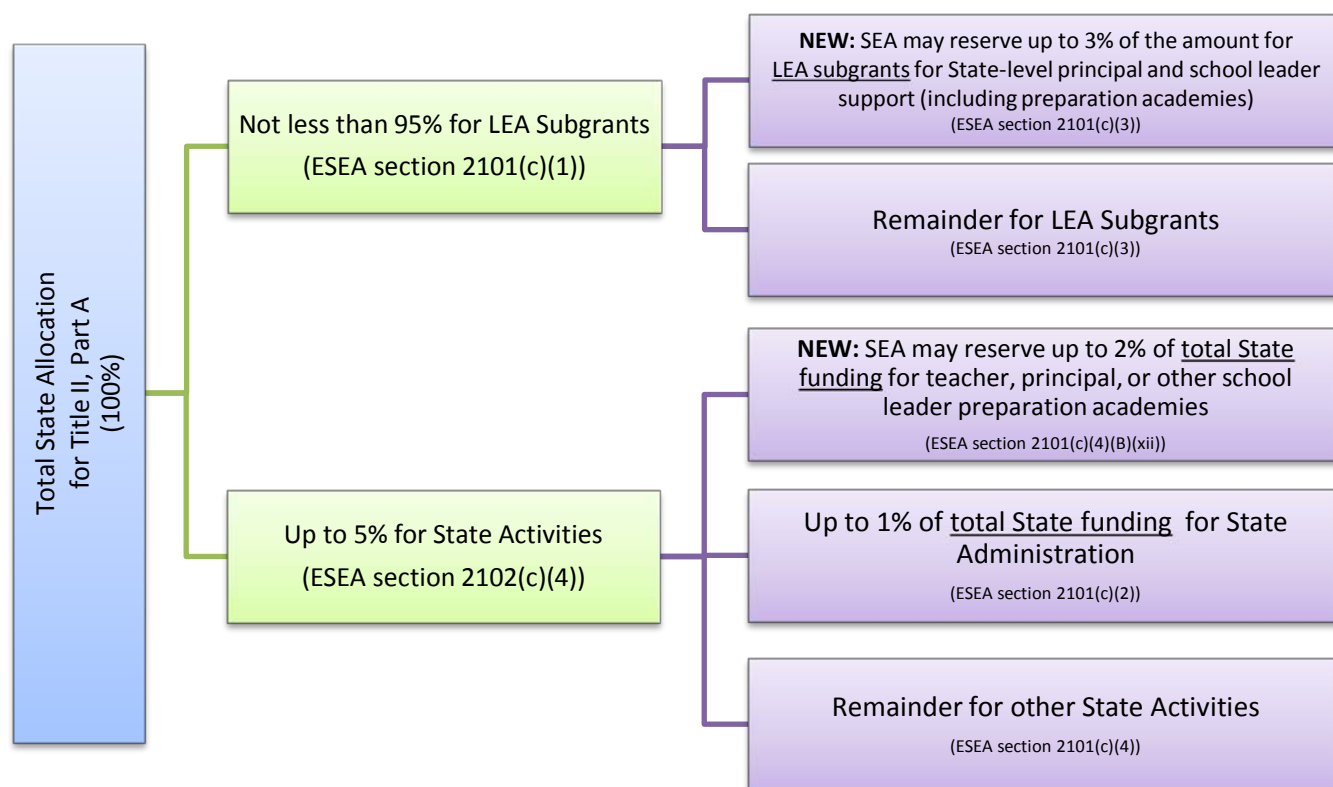 Total State Allocation
for Title II, Part A
(100%)
Not less than 95% for LEA Subgrants
(ESEA section 2101(c)(1))
NEW: SEA may reserve up to 3% of the amount for
LEA subgrants for State-level principal and school leader
support (including preparation academies)
(ESEA section 2101(c)(3))
Remainder for LEA Subgrants
(ESEA section 2101(c)(3))
Up to 5% for State Activities
(ESEA section 2102(c)(4))
NEW: SEA may reserve up to 2% of total State
funding for teacher, principal, or other school
leader preparation academies
(ESEA section 2101(c)(4)(B)(xii))
Up to 1% of total State funding for State
Administration
(ESEA section 2101(c)(2))
Remainder for other State Activities
(ESEA section 2101(c)(4))